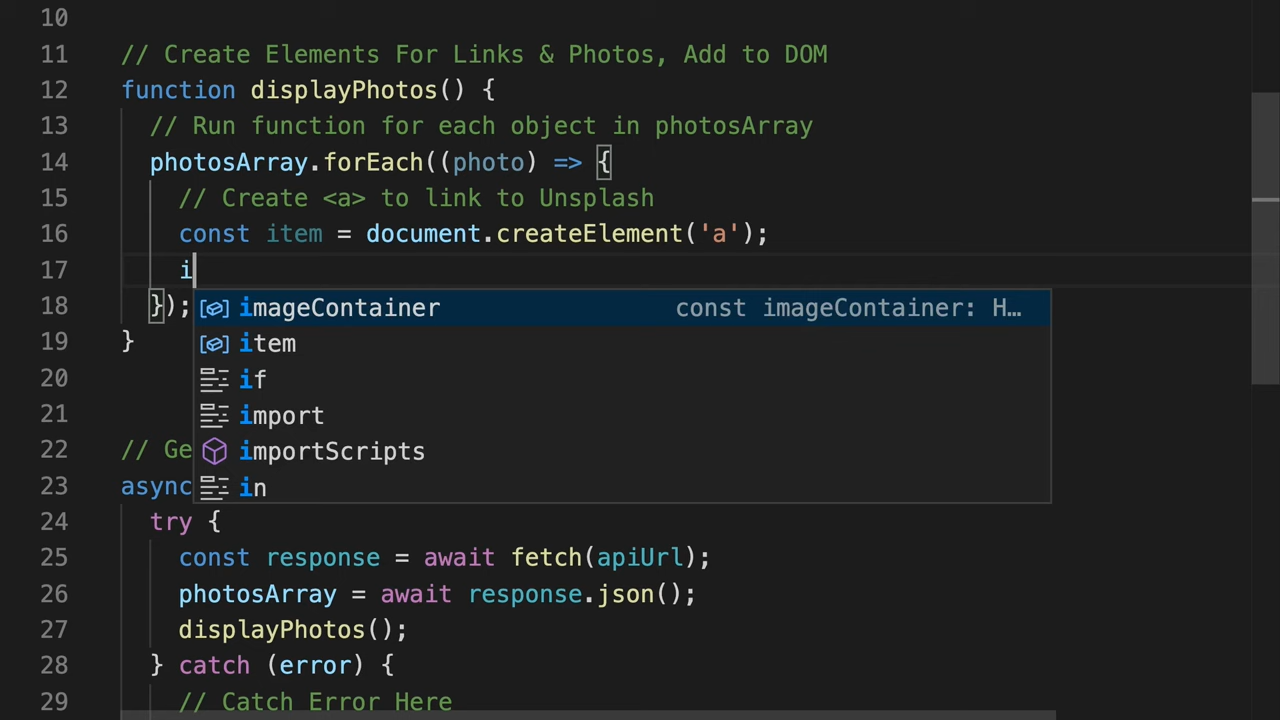 10
11 // Create Elements For Links & Photos, Add to DOM
12 function displayPhotos() {
13 // Run function for each object in photosArray
14 photosArray.forEach((photo) => {
15 // Create <a> to link to Unsplash
16 const item = document.createElement('a');
17 i
18 }); imageContainer const imageContainer: H…
19 } item
20 if
21 import
22 // Ge importScripts
23 async in
24 try {
25 const response = await fetch(apiUrl);
26 photosArray = await response.json();
27 displayPhotos();
28 } catch (error) {
29 // Catch Error Here